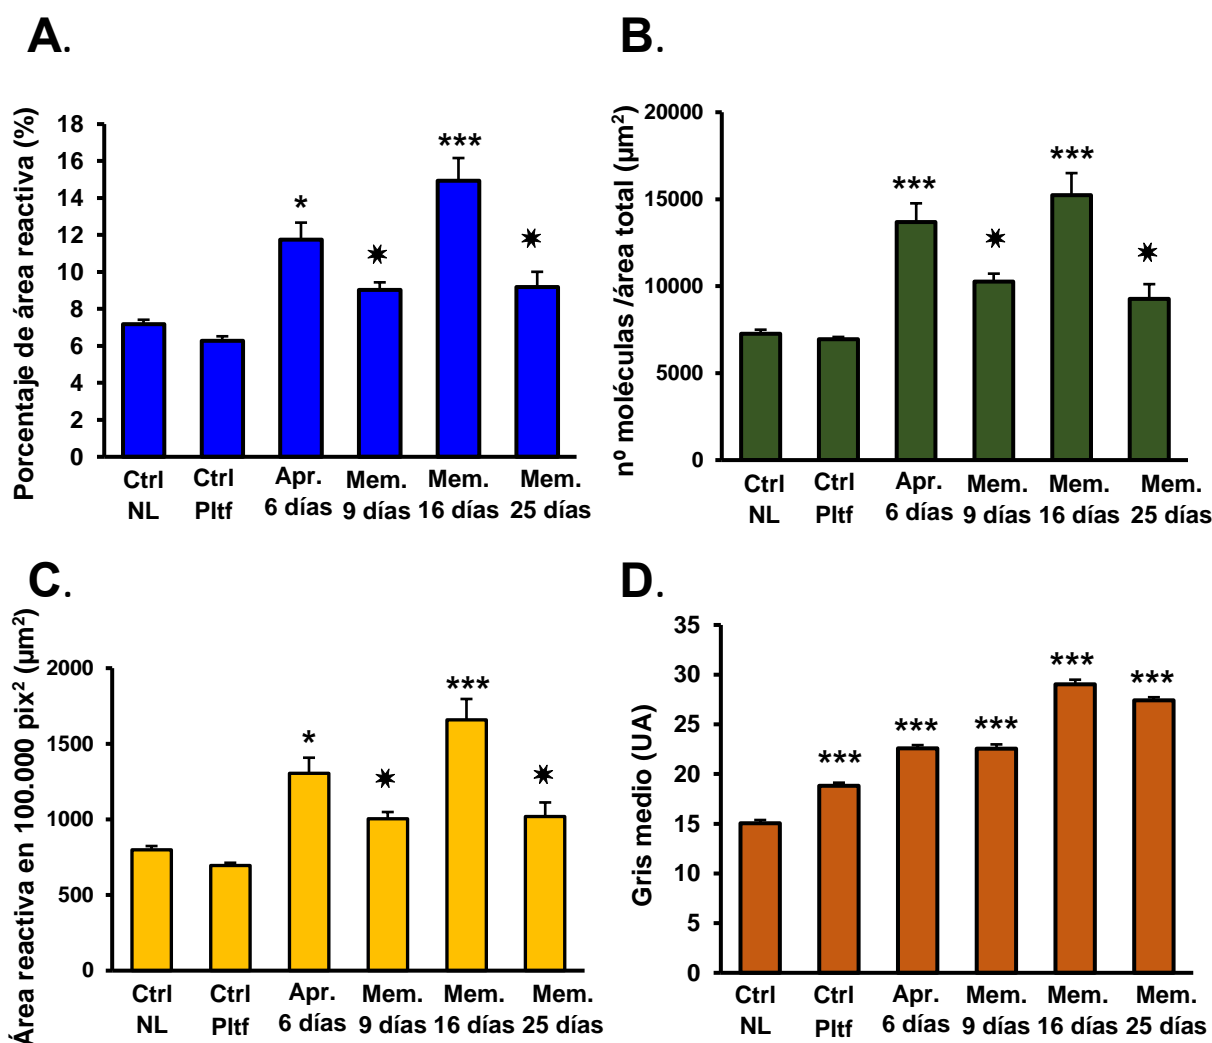 A.
Porcentaje de área reactiva (%)
18
16
14
12
10
8
6
4
2
0
*
✷
***
✷
Ctrl NL
Ctrl Pltf
Apr. 6 días
Mem. 9 días
Mem. 16 días
Mem. 25 días
B.
nº moléculas /área total (µm²)
20000
15000
10000
5000
0
***
✷
***
✷
Ctrl NL
Ctrl Pltf
Apr. 6 días
Mem. 9 días
Mem. 16 días
Mem. 25 días
C.
Área reactiva en 100.000 pix² (µm²)
2000
1500
1000
500
0
*
✷
***
✷
Ctrl NL
Ctrl Pltf
Apr. 6 días
Mem. 9 días
Mem. 16 días
Mem. 25 días
D.
Gris medio (UA)
35
30
25
20
15
10
5
0
***
***
***
***
***
Ctrl NL
Ctrl Pltf
Apr. 6 días
Mem. 9 días
Mem. 16 días
Mem. 25 días